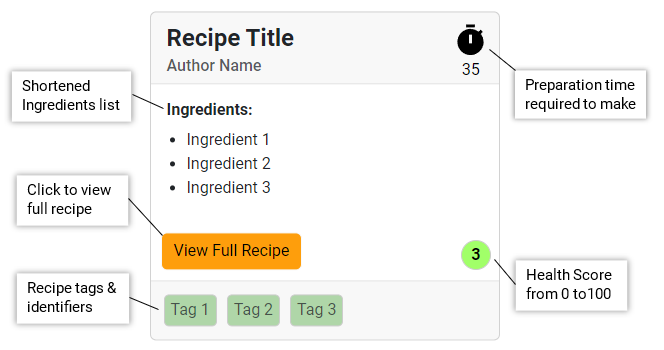 Recipe Title
Author Name
35
Preparation time
required to make
Shortened
Ingredients list
Ingredients:
Ingredient 1
Ingredient 2
Ingredient 3
Click to view
full recipe
View Full Recipe
3
Health Score
from 0 to100
Recipe tags &
identifiers
Tag 1 Tag 2 Tag 3